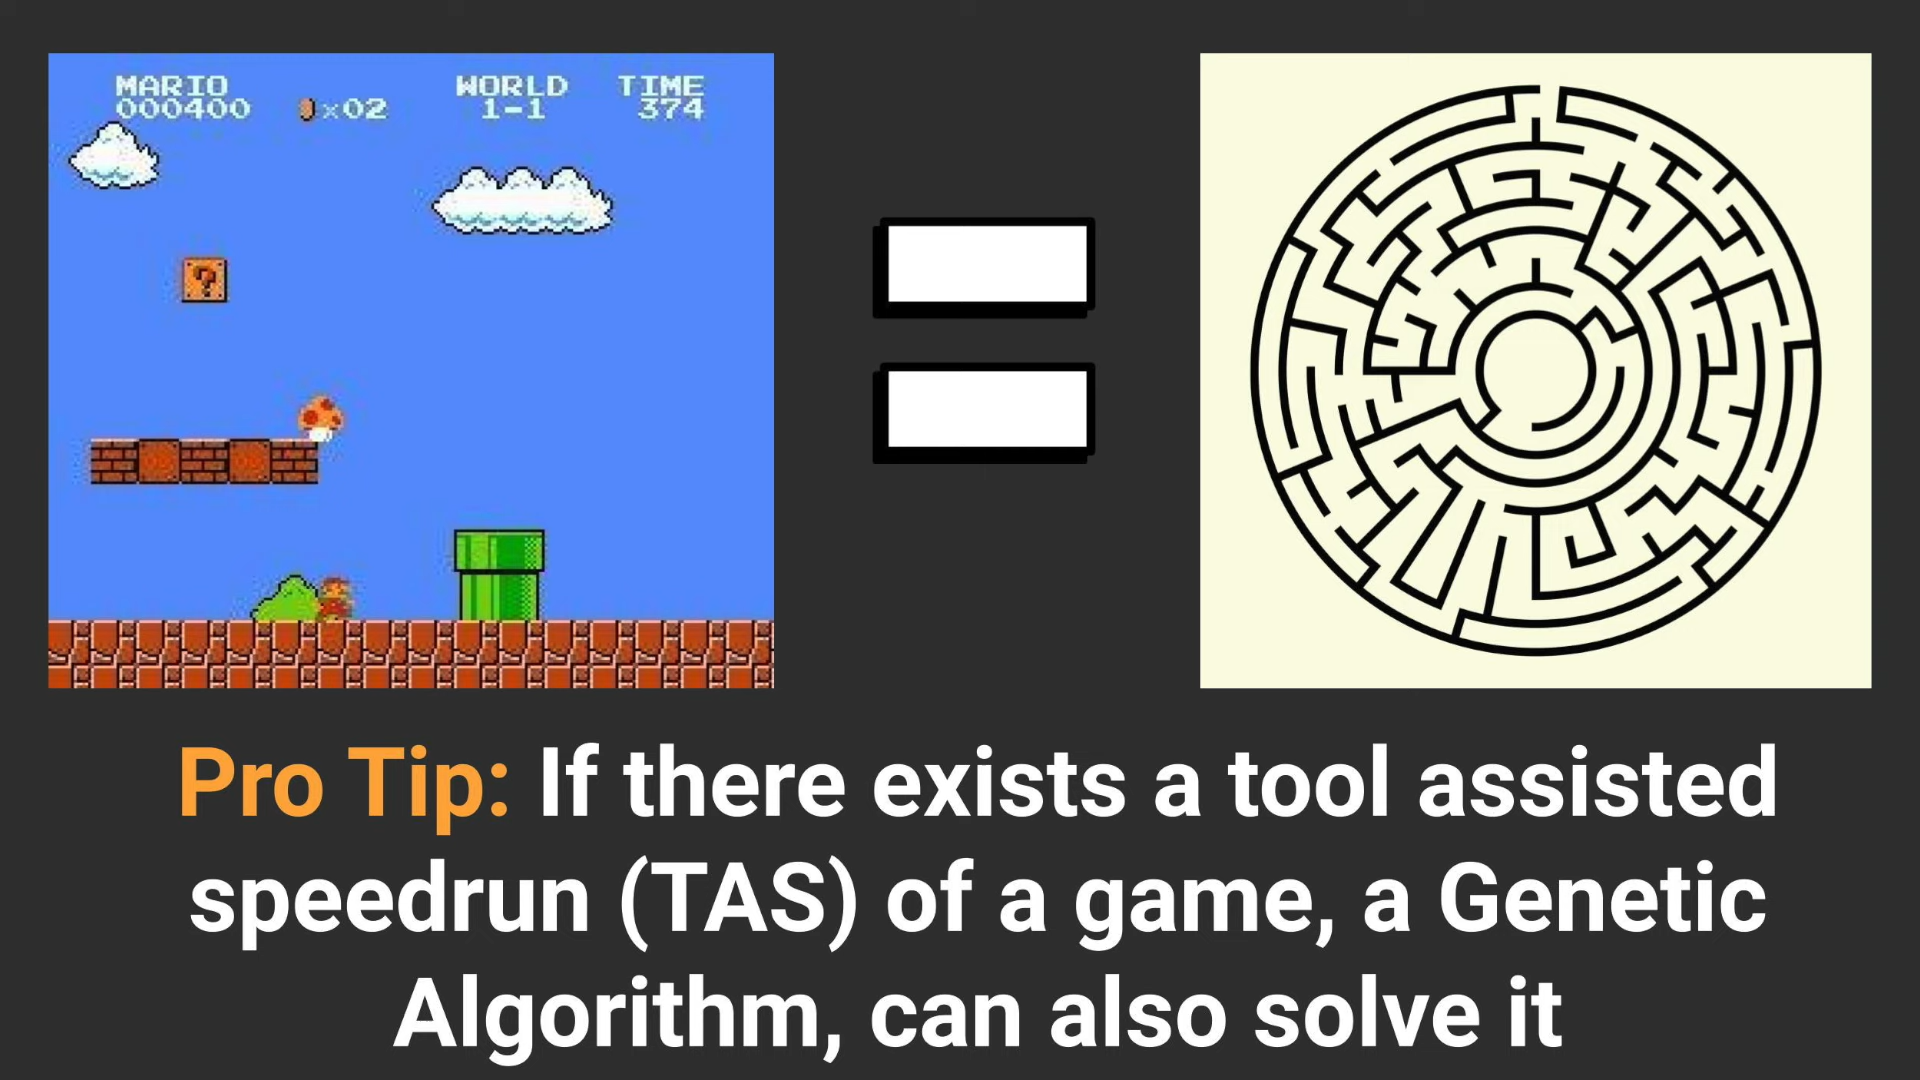 MARIO WORLD TIME
000400 x02 1-1 374
?
Pro Tip: If there exists a tool assisted
speedrun (TAS) of a game, a Genetic
Algorithm, can also solve it